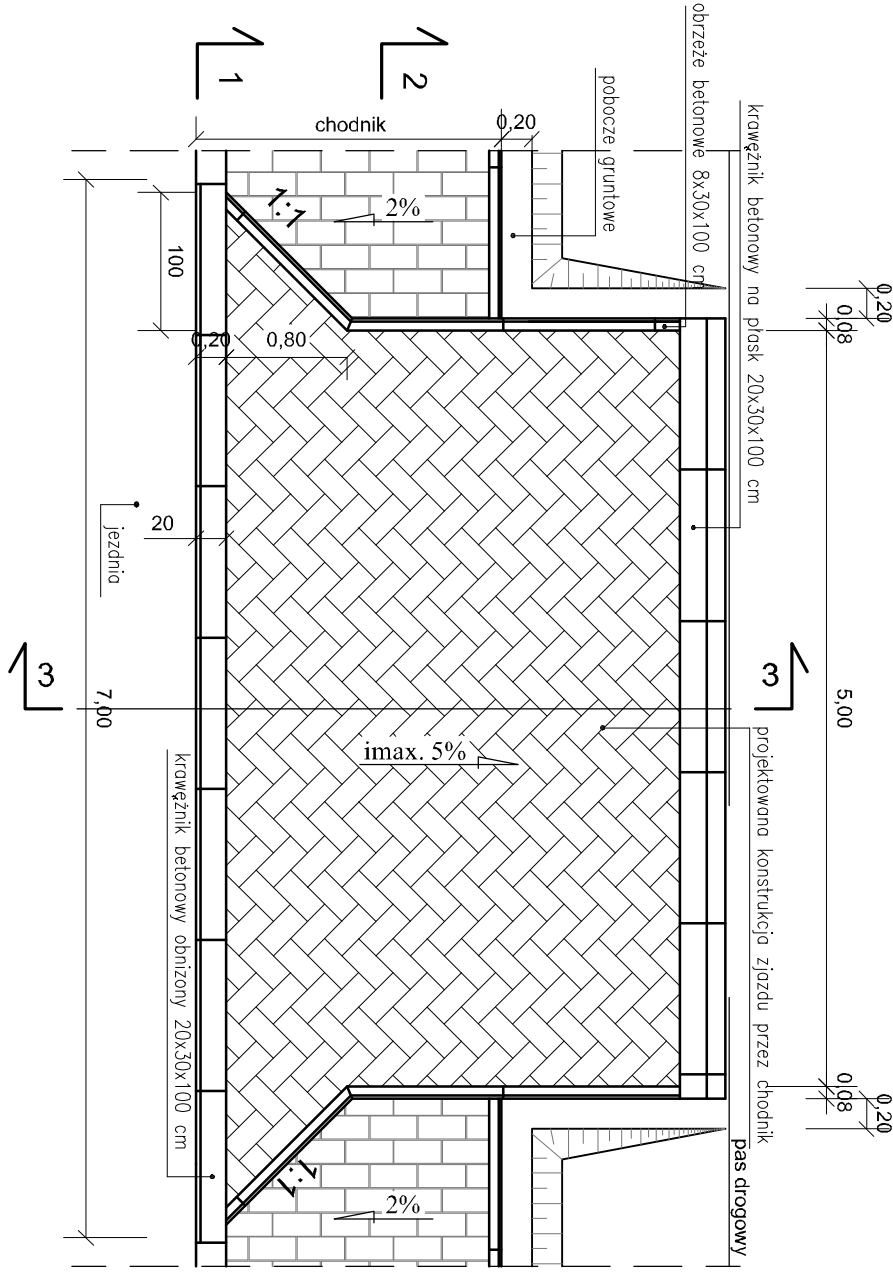 1
2
obrzeże betonowe 8x30x100 cm
krawężnik betonowy na płask 20x30x100 cm
pobocze gruntowe
chodnik
0,20
1:1
2%
100
0,20
0,08
0,20
0,80
20
jezdnia
3
3
7,00
5,00
imax. 5%
projektowana konstrukcja zjazdu przez chodnik
krawężnik betonowy obniżony 20x30x100 cm
0,08
0,20
pas drogowy
1:1
2%